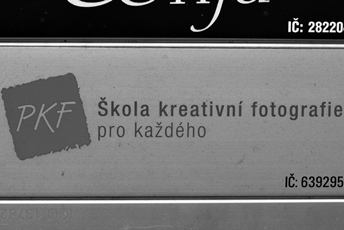 IČ: 28220
PKF
Škola kreativní fotografie
pro každého
IČ: 639295